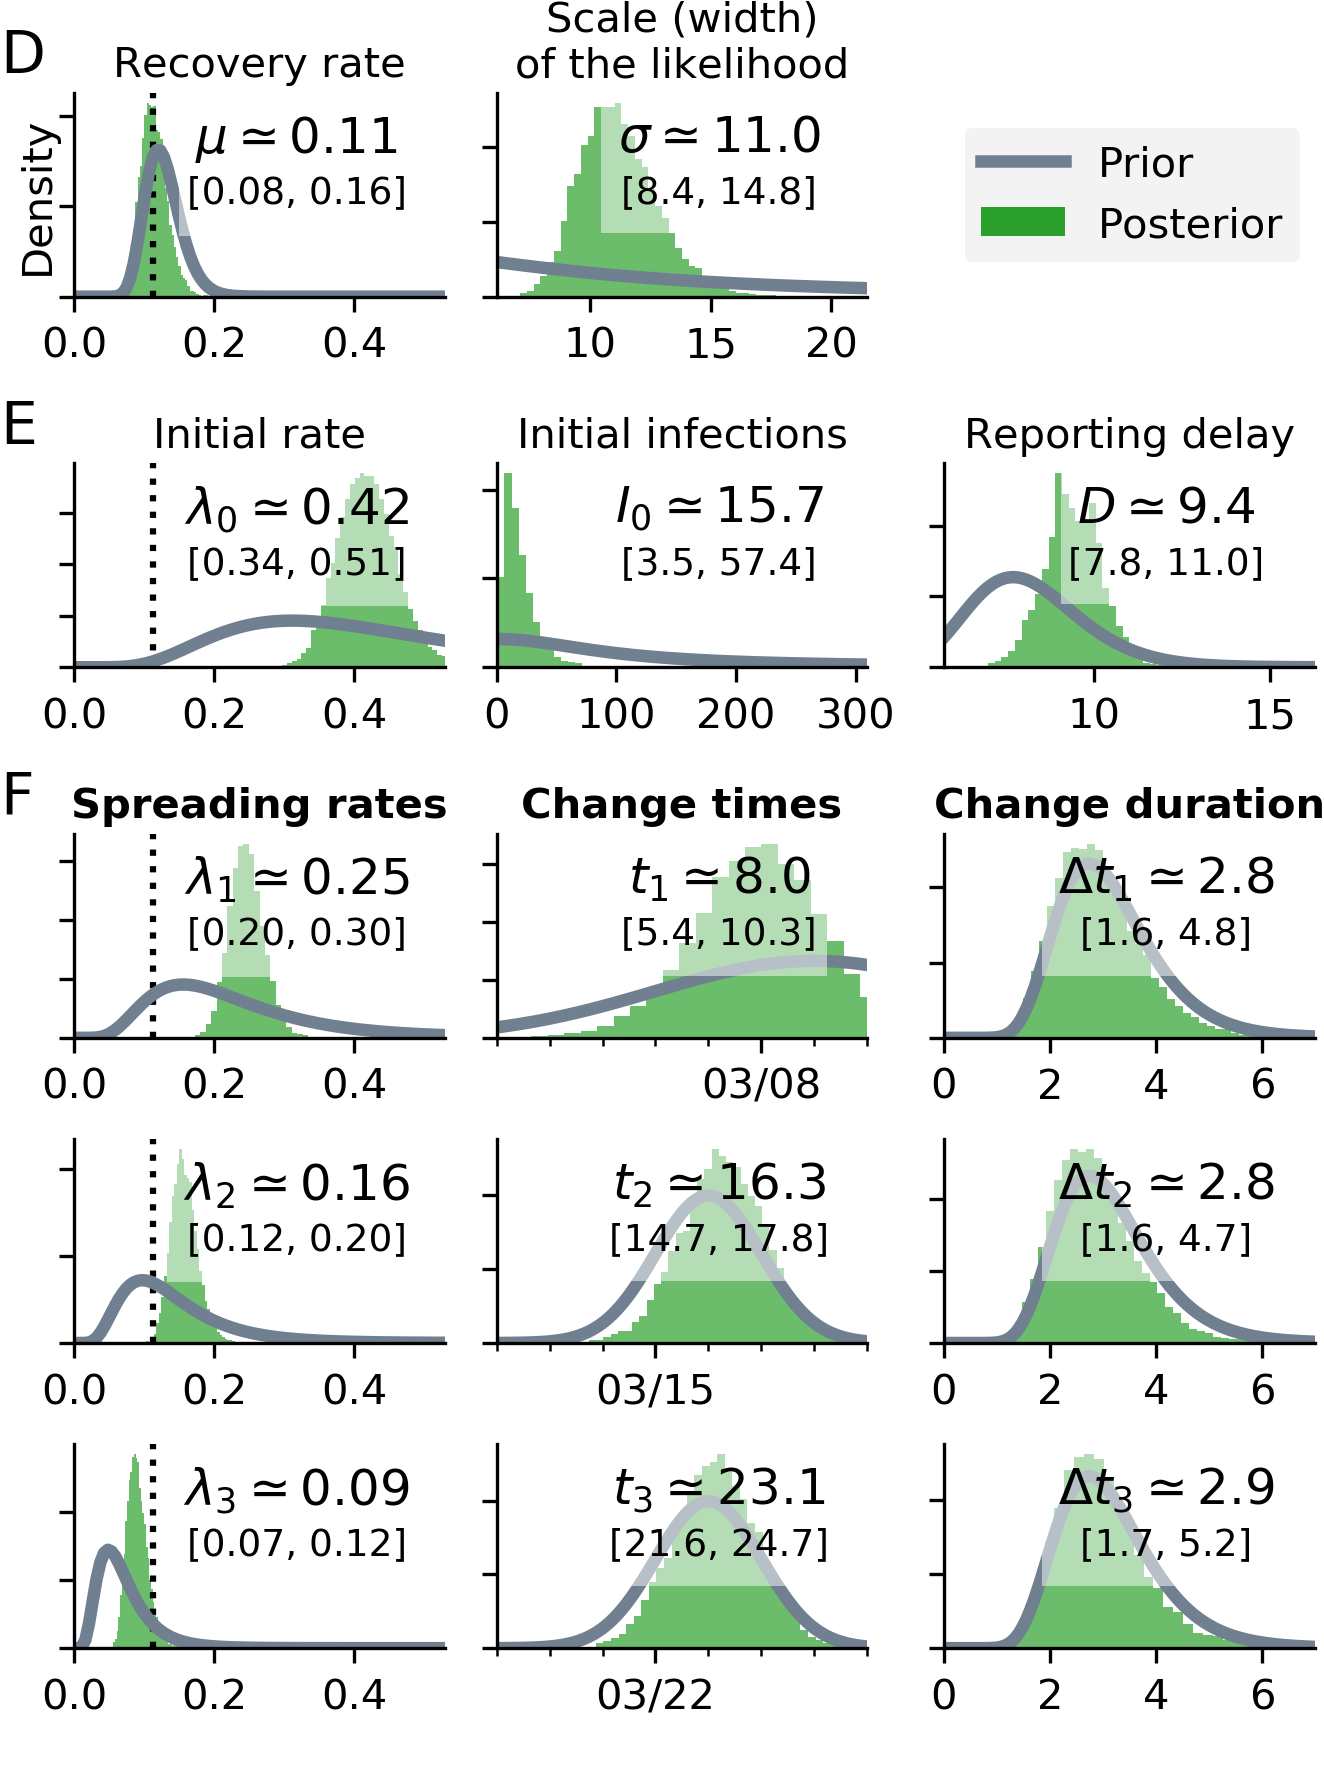 D
Recovery rate
Scale (width)
of the likelihood
Density
μ ≃ 0.11
[0.08, 0.16]
0.0 0.2 0.4
σ ≃ 11.0
[8.4, 14.8]
10 15 20
Prior
Posterior
E
Initial rate
λ0 ≃ 0.42
[0.34, 0.51]
0.0 0.2 0.4
Initial infections
I0 ≃ 15.7
[3.5, 57.4]
0 100 200 300
Reporting delay
D ≃ 9.4
[7.8, 11.0]
10 15
F
Spreading rates
λ1 ≃ 0.25
[0.20, 0.30]
0.0 0.2 0.4
Change times
t1 ≃ 8.0
[5.4, 10.3]
03/08
Change duration
Δt1 ≃ 2.8
[1.6, 4.8]
0 2 4 6
λ2 ≃ 0.16
[0.12, 0.20]
0.0 0.2 0.4
t2 ≃ 16.3
[14.7, 17.8]
03/15
Δt2 ≃ 2.8
[1.6, 4.7]
0 2 4 6
λ3 ≃ 0.09
[0.07, 0.12]
0.0 0.2 0.4
t3 ≃ 23.1
[21.6, 24.7]
03/22
Δt3 ≃ 2.9
[1.7, 5.2]
0 2 4 6